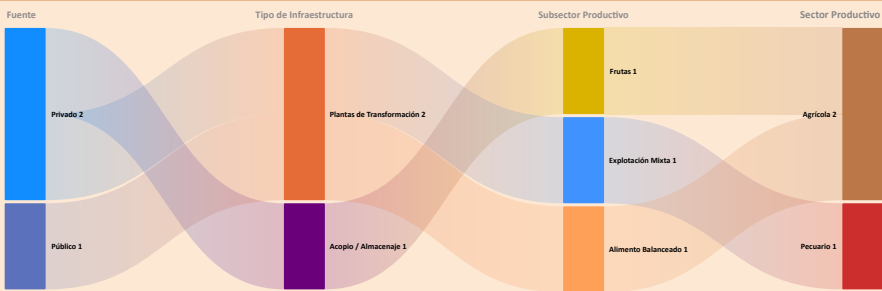 Fuente
Tipo de Infraestructura
Subsector Productivo
Sector Productivo
Privado 2
Plantas de Transformación 2
Frutas 1
Agrícola 2
Explotación Mixta 1
Público 1
Acopio / Almacenaje 1
Alimento Balanceado 1
Pecuario 1